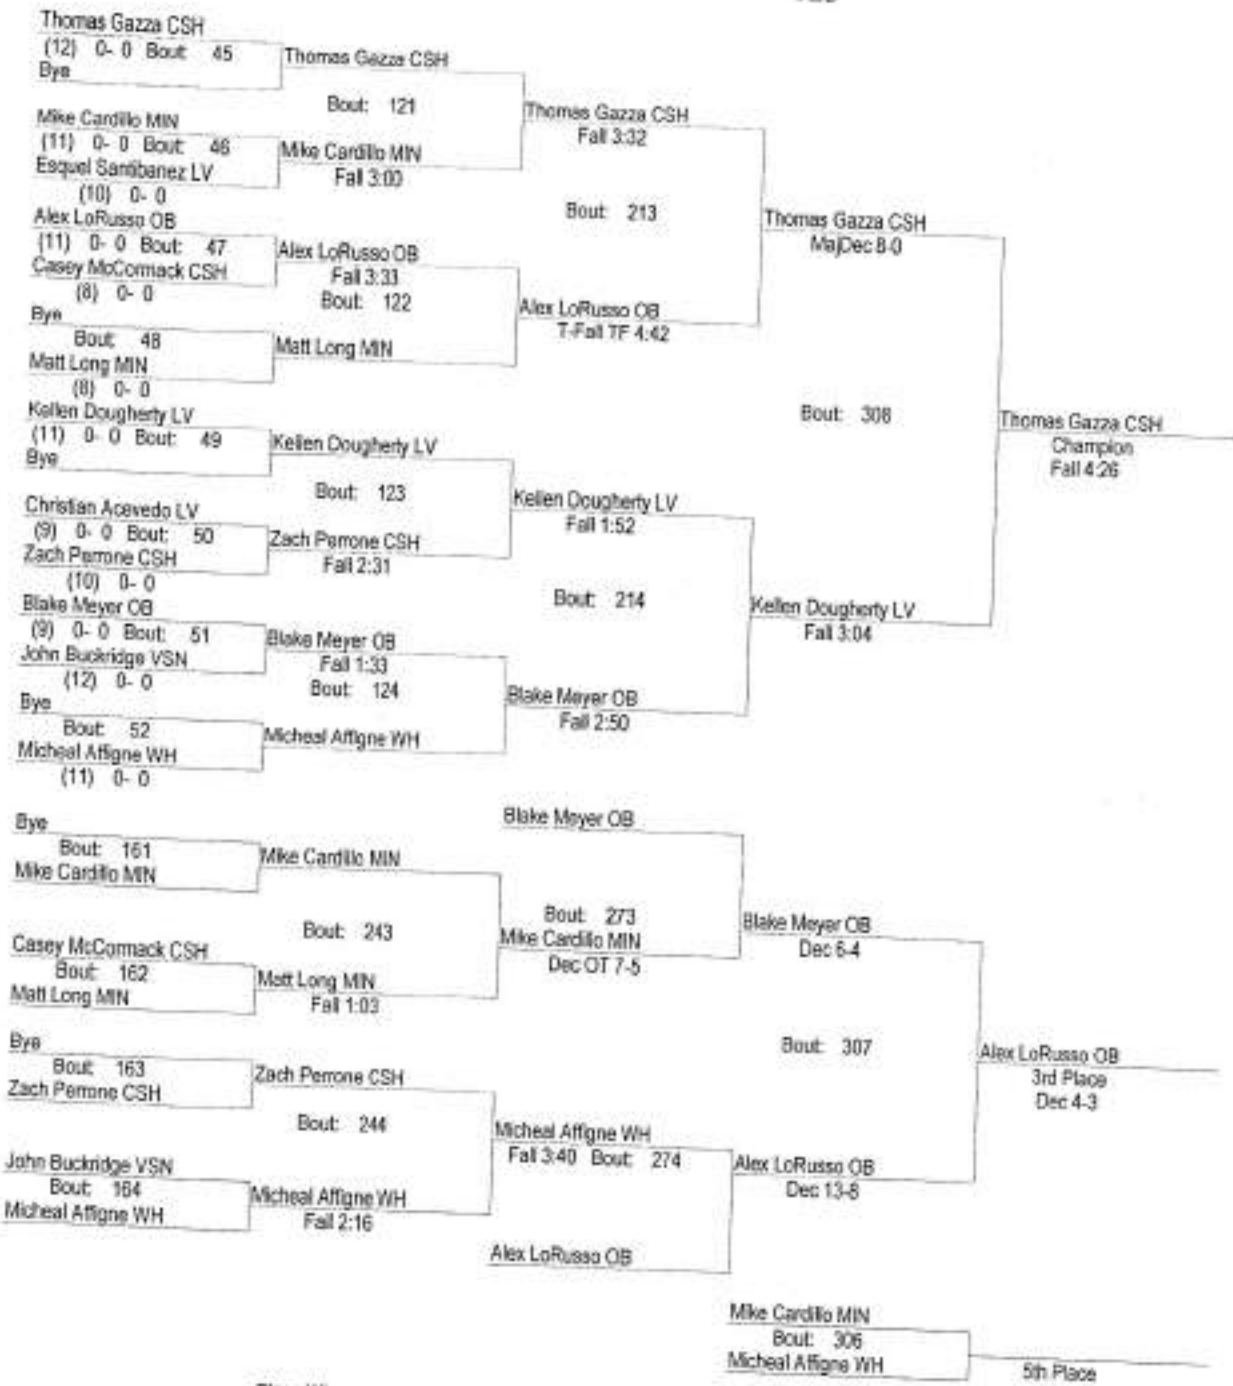 Thomas Gazza CSH
(12) 0- 0 Bout: 45
Bye
Thomas Gazza CSH
Bout: 121
Mike Cardillo MIN
(11) 0- 0 Bout: 46
Esquel Santibanez LV
(10) 0- 0
Mike Cardillo MIN
Fall 3:00
Thomas Gazza CSH
Fall 3:32
Alex LoRusso OB
(11) 0- 0 Bout: 47
Casey McCormack CSH
(8) 0- 0
Alex LoRusso OB
Fall 3:33
Bout: 122
Bye
Bout: 48
Matt Long MIN
(8) 0- 0
Matt Long MIN
Alex LoRusso OB
T-Fall TF 4:42
Bout: 213
Thomas Gazza CSH
MajDec 8-0
Kellen Dougherty LV
(11) 0- 0 Bout: 49
Bye
Kellen Dougherty LV
Bout: 123
Christian Acevedo LV
(9) 0- 0 Bout: 50
Zach Perrone CSH
(10) 0- 0
Zach Perrone CSH
Fall 2:31
Kellen Dougherty LV
Fall 1:52
Blake Meyer OB
(9) 0- 0 Bout: 51
John Buckridge VSN
(12) 0- 0
Blake Meyer OB
Fall 1:33
Bout: 124
Bye
Bout: 52
Micheal Affigne WH
(11) 0- 0
Micheal Affigne WH
Blake Meyer OB
Fall 2:50
Bout: 214
Kellen Dougherty LV
Fall 3:04
Bout: 308
Thomas Gazza CSH
Champion
Fall 4:26
Bye
Bout: 161
Mike Cardillo MIN
Mike Cardillo MIN
Bout: 243
Casey McCormack CSH
Bout: 162
Matt Long MIN
Matt Long MIN
Fall 1:03
Blake Meyer OB
Bout: 273
Mike Cardillo MIN
Dec OT 7-5
Blake Meyer OB
Dec 6-4
Bye
Bout: 163
Zach Perrone CSH
Zach Perrone CSH
Bout: 244
John Buckridge VSN
Bout: 164
Micheal Affigne WH
Micheal Affigne WH
Fall 2:16
Micheal Affigne WH
Fall 3:40 Bout: 274
Alex LoRusso OB
Alex LoRusso OB
Dec 13-8
Bout: 307
Alex LoRusso OB
3rd Place
Dec 4-3
Mike Cardillo MIN
Bout: 306
Micheal Affigne WH
5th Place